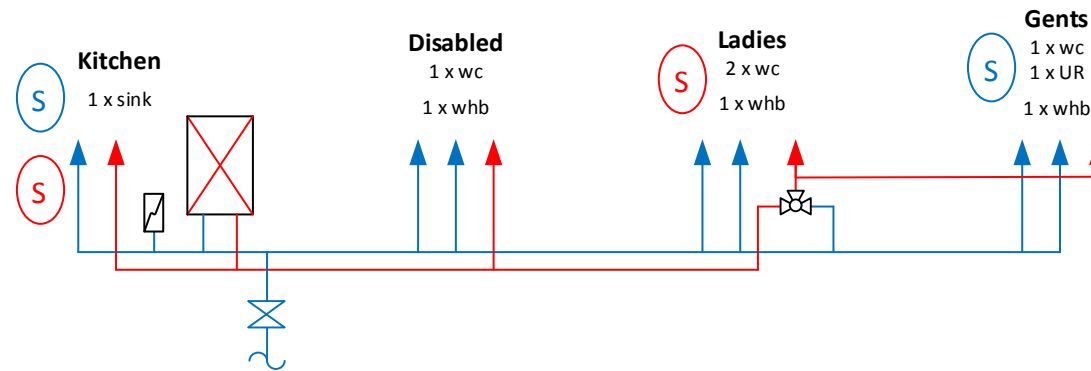 Kitchen
1 x sink
S
S
Disabled
1 x wc
1 x whb
Ladies
2 x wc
1 x whb
S
Gents
1 x wc
1 x UR
1 x whb
S